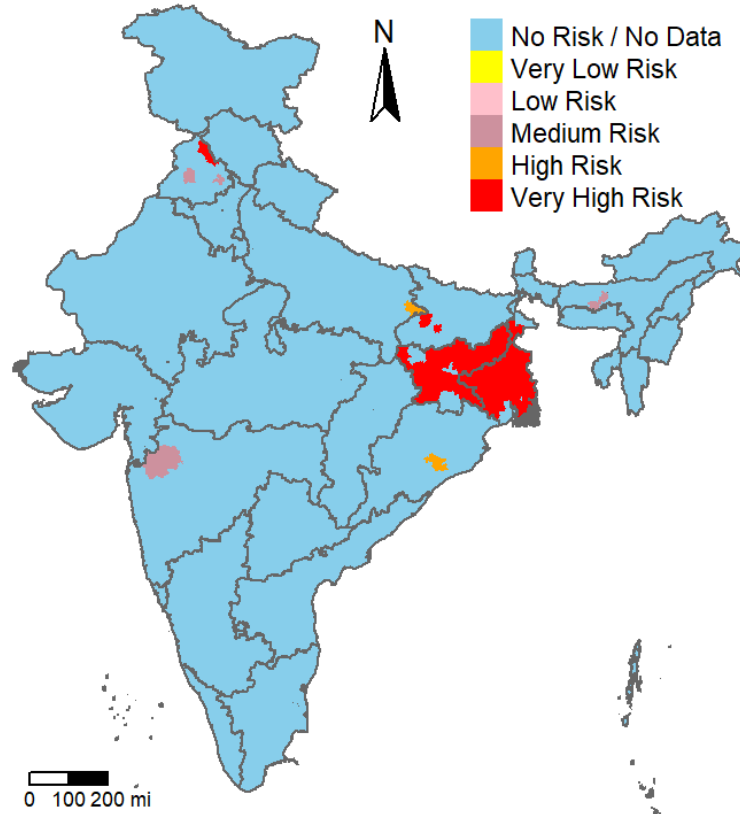 N
No Risk / No Data
Very Low Risk
Low Risk
Medium Risk
High Risk
Very High Risk
0 100 200 mi